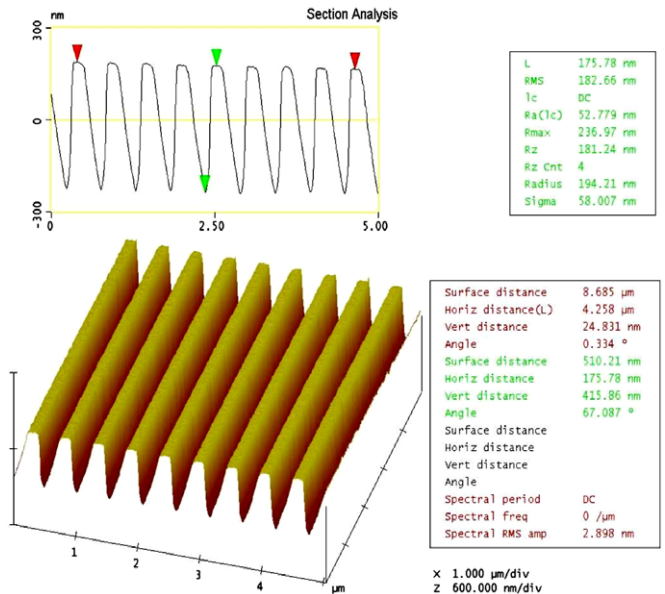 nm
Section Analysis
300
0
-300
0
2.50
5.00
L 175.78 nm
RMS 182.66 nm
lc DC
Ra(lc) 52.779 nm
Rmax 236.97 nm
Rz 181.24 nm
Rz Cnt 4
Radius 194.21 nm
Sigma 58.007 nm
Surface distance 8.685 µm
Horiz distance(L) 4.258 µm
Vert distance 24.831 nm
Angle 0.334 °
Surface distance 510.21 nm
Horiz distance 175.78 nm
Vert distance 415.86 nm
Angle 67.087 °
Surface distance
Horiz distance
Vert distance
Angle
Spectral period DC
Spectral freq 0 /µm
Spectral RMS amp 2.898 nm
1
2
3
4
µm
X 1.000 µm/div
Z 600.000 nm/div